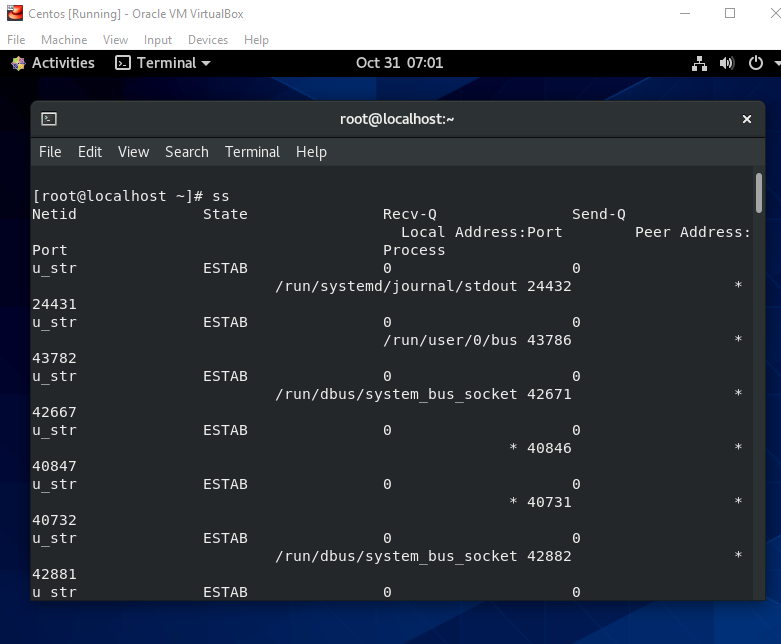 Centos [Running] - Oracle VM VirtualBox
File Machine View Input Devices Help
Activities Terminal Oct 31 07:01
root@localhost:~
File Edit View Search Terminal Help
[root@localhost ~]# ss
Netid State Recv-Q Send-Q
Local Address:Port Peer Address:
Port Process
u_str ESTAB 0 0
/run/systemd/journal/stdout 24432 *
24431
u_str ESTAB 0 0
/run/user/0/bus 43786 *
43782
u_str ESTAB 0 0
/run/dbus/system_bus_socket 42671 *
42667
u_str ESTAB 0 0
* 40846 *
40847
u_str ESTAB 0 0
* 40731 *
40732
u_str ESTAB 0 0
/run/dbus/system_bus_socket 42882 *
42881
u_str ESTAB 0 0